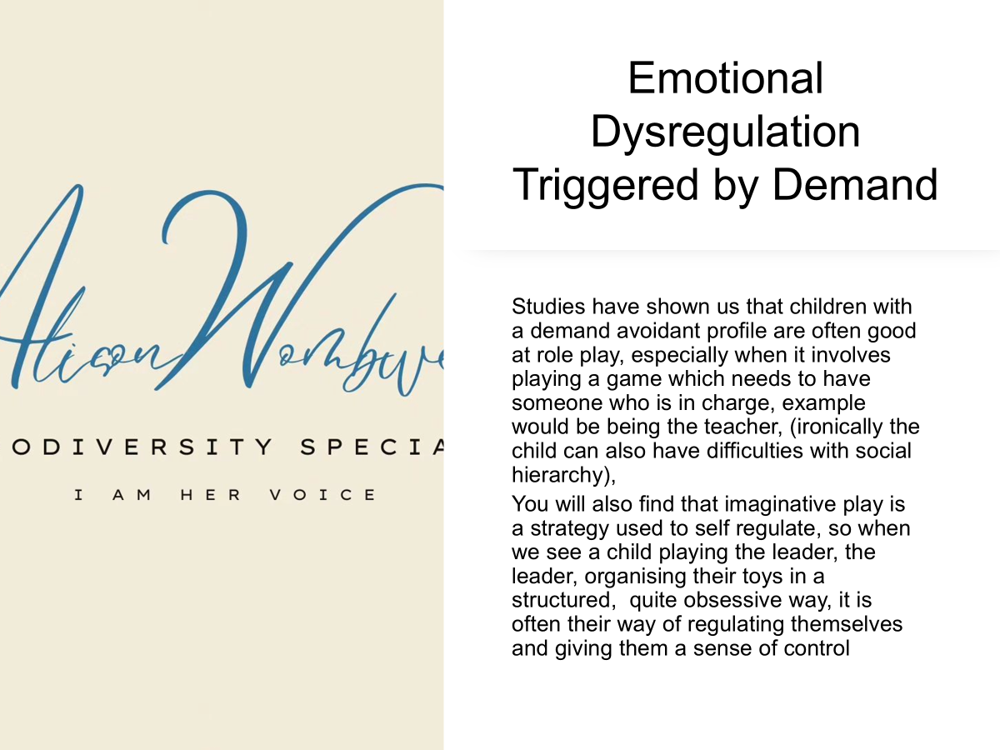 Alison Wombwe
ODIVERSITY SPECIA
I AM HER VOICE
Emotional
Dysregulation
Triggered by Demand
Studies have shown us that children with
a demand avoidant profile are often good
at role play, especially when it involves
playing a game which needs to have
someone who is in charge, example
would be being the teacher, (ironically the
child can also have difficulties with social
hierarchy),
You will also find that imaginative play is
a strategy used to self regulate, so when
we see a child playing the leader, the
leader, organising their toys in a
structured,  quite obsessive way, it is
often their way of regulating themselves
and giving them a sense of control